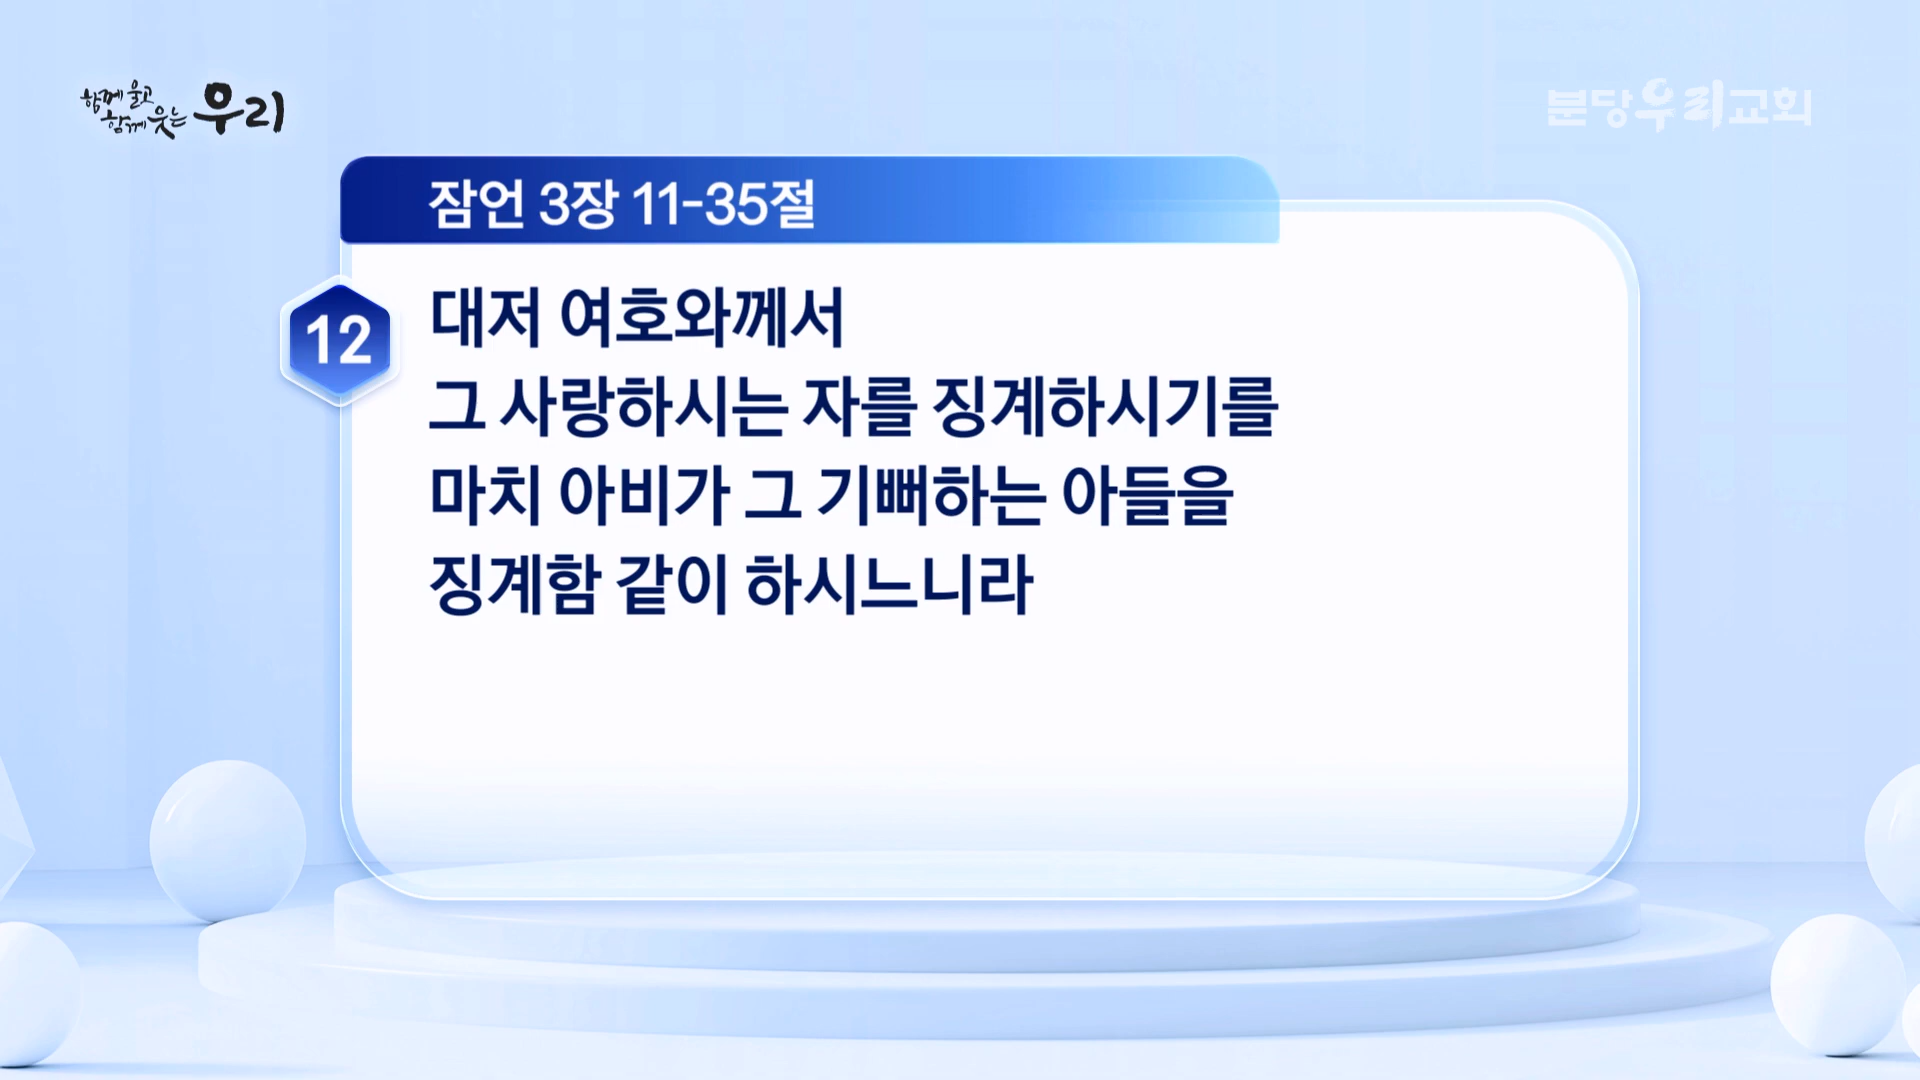 함께 울고
함께 웃는 우리
분당우리교회
잠언 3장 11-35절
12
대저 여호와께서
그 사랑하시는 자를 징계하시기를
마치 아비가 그 기뻐하는 아들을
징계함 같이 하시느니라